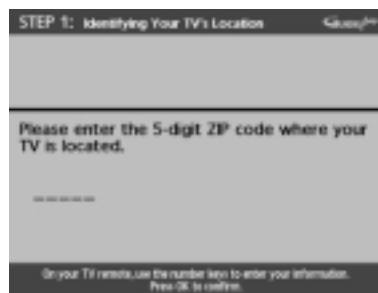 STEP 1: Identifying Your TV's Location
Please enter the 5-digit ZIP code where your
TV is located.
-----
On your TV remote, use the number keys to enter your information.
Press OK to confirm.